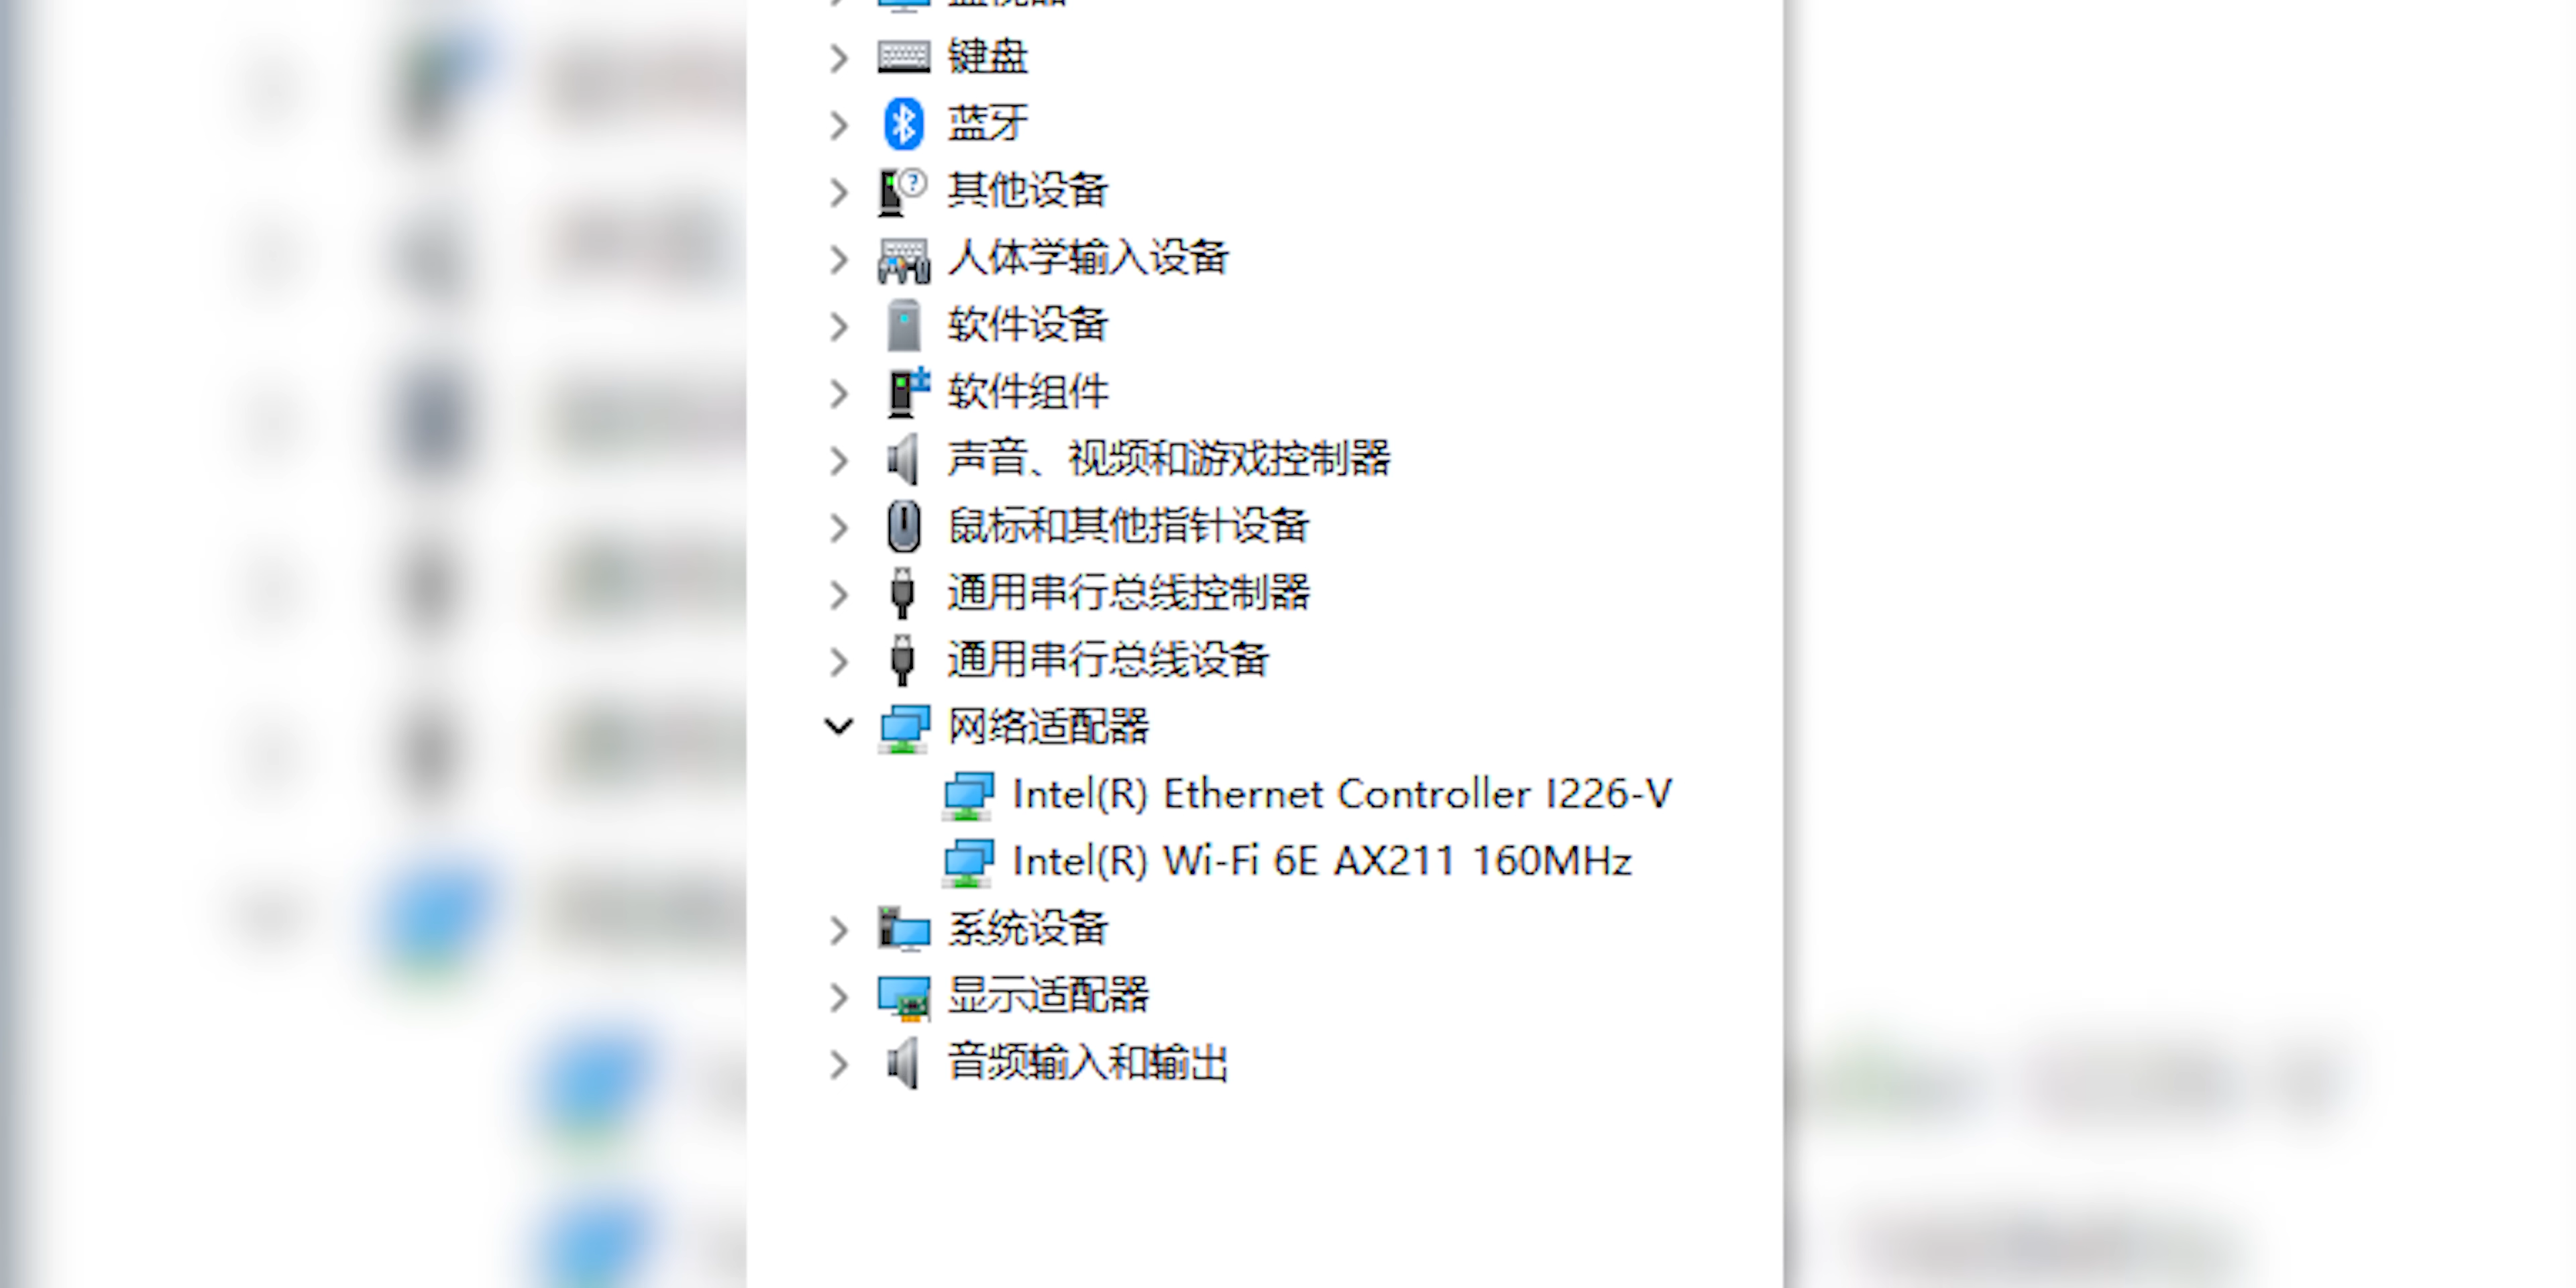 监视器
键盘
蓝牙
其他设备
人体学输入设备
软件设备
软件组件
声音、视频和游戏控制器
鼠标和其他指针设备
通用串行总线控制器
通用串行总线设备
网络适配器
Intel(R) Ethernet Controller I226-V
Intel(R) Wi-Fi 6E AX211 160MHz
系统设备
显示适配器
音频输入和输出